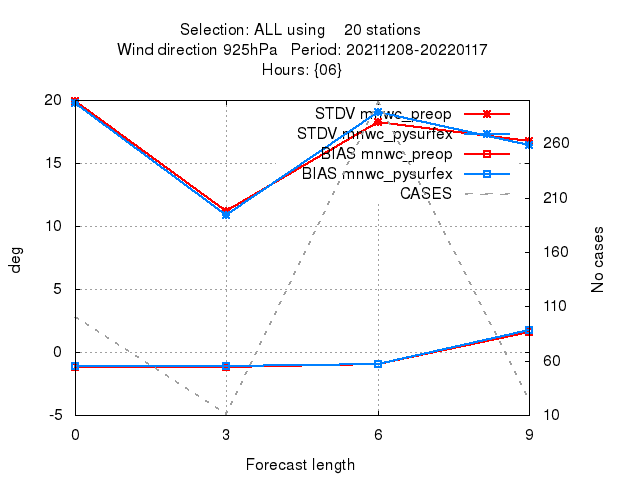 Selection: ALL using 20 stations
Wind direction 925hPa Period: 20211208-20220117
Hours: {06}
20
15
10
5
0
-5
deg
STDV mnwc_preop
STDV mnwc_pysurfex
BIAS mnwc_preop
BIAS mnwc_pysurfex
CASES
260
210
160
110
60
10
No cases
0 3 6 9
Forecast length